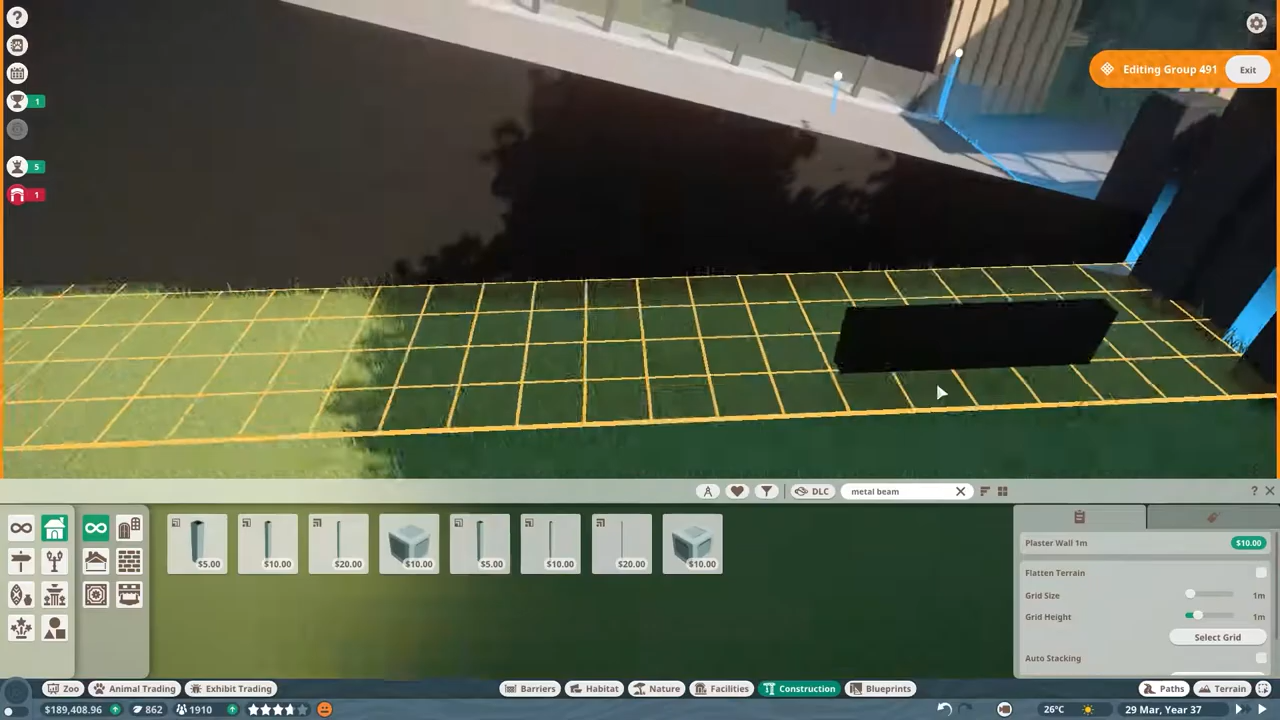 ?
Editing Group 491 Exit
1
5
1
DLC metal beam
? ×
$5.00 $10.00 $20.00 $10.00 $5.00 $10.00 $20.00 $10.00
Plaster Wall 1m $10.00
Flatten Terrain
Grid Size 1m
Grid Height 1m
Select Grid
Auto Stacking
Zoo Animal Trading Exhibit Trading Barriers Habitat Nature Facilities Construction Blueprints Paths Terrain
$189,408.96 862 1910 26°C 29 Mar, Year 37